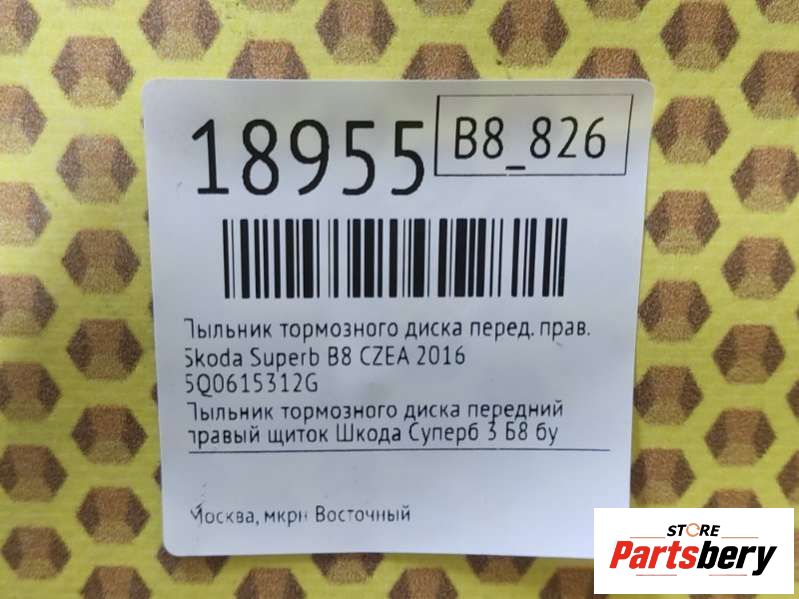 18955
B8_826
Пыльник тормозного диска перед. прав.
Skoda Superb B8 CZEA 2016
5Q0615312G
Пыльник тормозного диска передний
правый щиток Шкода Суперб 3 Б8 бу
Москва, мкрн Восточный
STORE
Partsbery